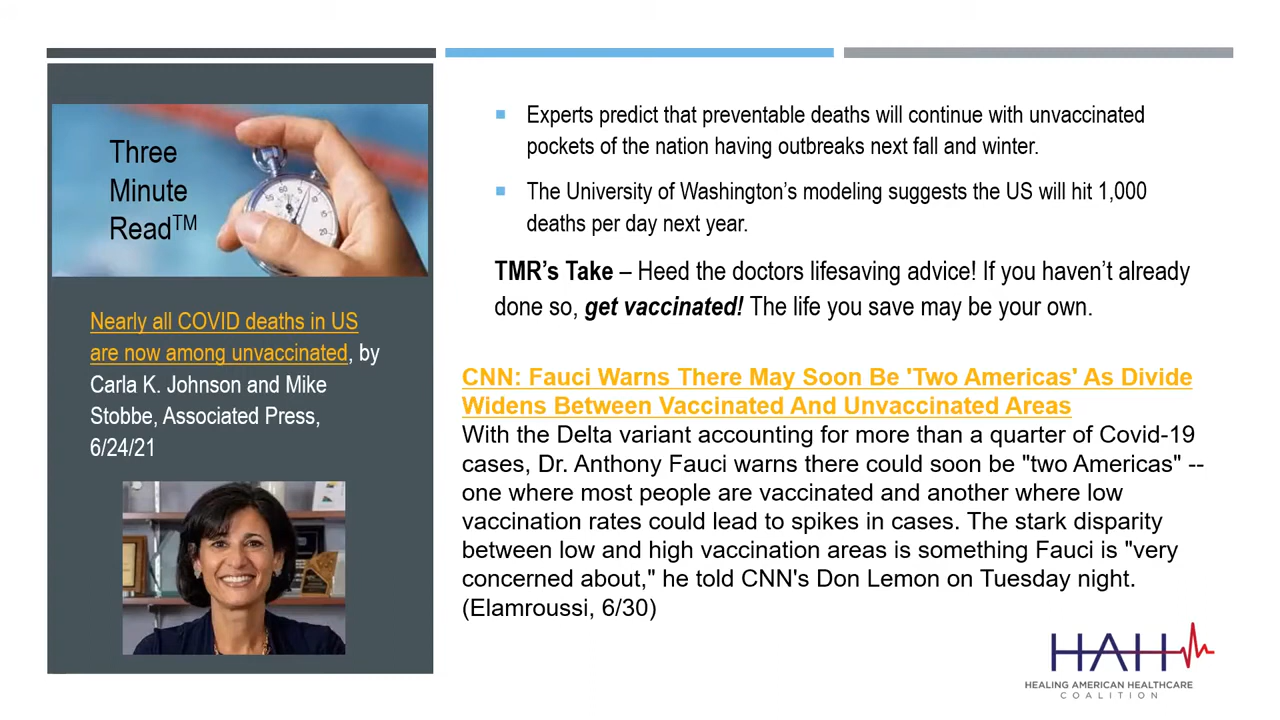 Three
Minute
Read™
Nearly all COVID deaths in US
are now among unvaccinated, by
Carla K. Johnson and Mike
Stobbe, Associated Press,
6/24/21
Experts predict that preventable deaths will continue with unvaccinated
pockets of the nation having outbreaks next fall and winter.
The University of Washington’s modeling suggests the US will hit 1,000
deaths per day next year.
TMR’s Take – Heed the doctors lifesaving advice! If you haven’t already
done so, get vaccinated! The life you save may be your own.
CNN: Fauci Warns There May Soon Be 'Two Americas' As Divide
Widens Between Vaccinated And Unvaccinated Areas
With the Delta variant accounting for more than a quarter of Covid-19
cases, Dr. Anthony Fauci warns there could soon be "two Americas" --
one where most people are vaccinated and another where low
vaccination rates could lead to spikes in cases. The stark disparity
between low and high vaccination areas is something Fauci is "very
concerned about," he told CNN's Don Lemon on Tuesday night.
(Elamroussi, 6/30)
HAH
HEALING AMERICAN HEALTHCARE
COALITION